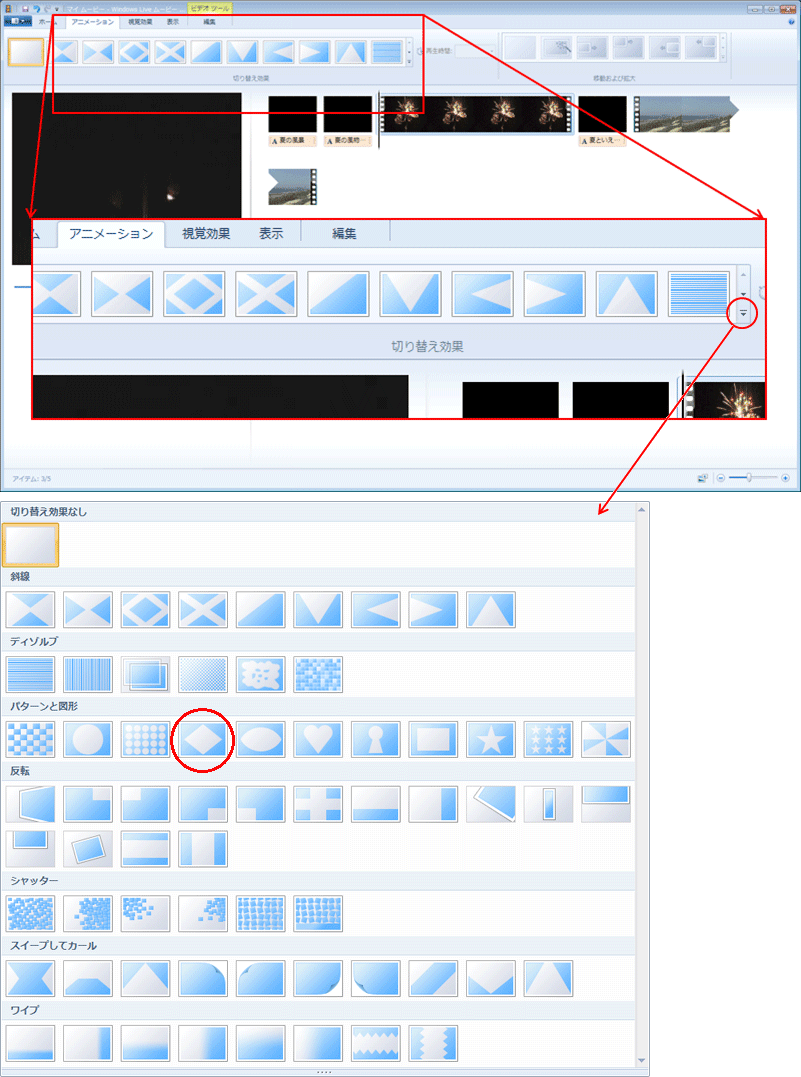 マイ ムービー - Windows Live ムービー ...
ビデオ ツール
ホーム アニメーション 視覚効果 表示 編集
再生時間:
切り替え効果
移動および拡大
A 夏の風景
A 夏の風物...
A 夏といえ...
アニメーション 視覚効果 表示 編集
切り替え効果
アイテム: 3/5
切り替え効果なし
斜線
ディゾルブ
パターンと図形
反転
シャッター
スイープしてカール
ワイプ